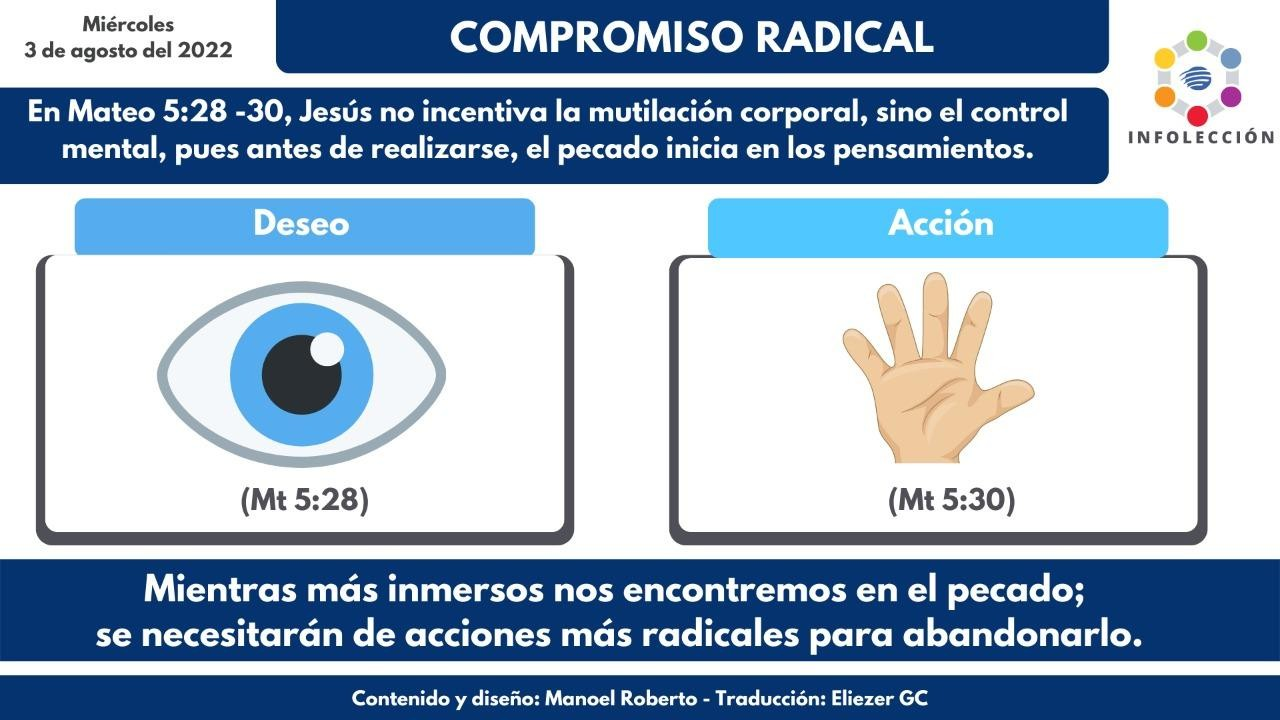 Miércoles
3 de agosto del 2022
COMPROMISO RADICAL
INFOLECCIÓN
En Mateo 5:28 -30, Jesús no incentiva la mutilación corporal, sino el control
mental, pues antes de realizarse, el pecado inicia en los pensamientos.
Deseo
(Mt 5:28)
Acción
(Mt 5:30)
Mientras más inmersos nos encontremos en el pecado;
se necesitarán de acciones más radicales para abandonarlo.
Contenido y diseño: Manoel Roberto - Traducción: Eliezer GC